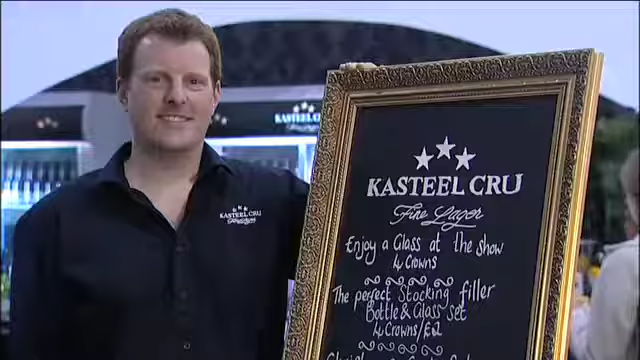 KASTEEL CRU
KASTEEL CRU
KASTEEL CRU
Fine Lager
Enjoy a Glass at the show
4 Crowns
The perfect Stocking filler
Bottle & Glass set
4 Crowns/£2